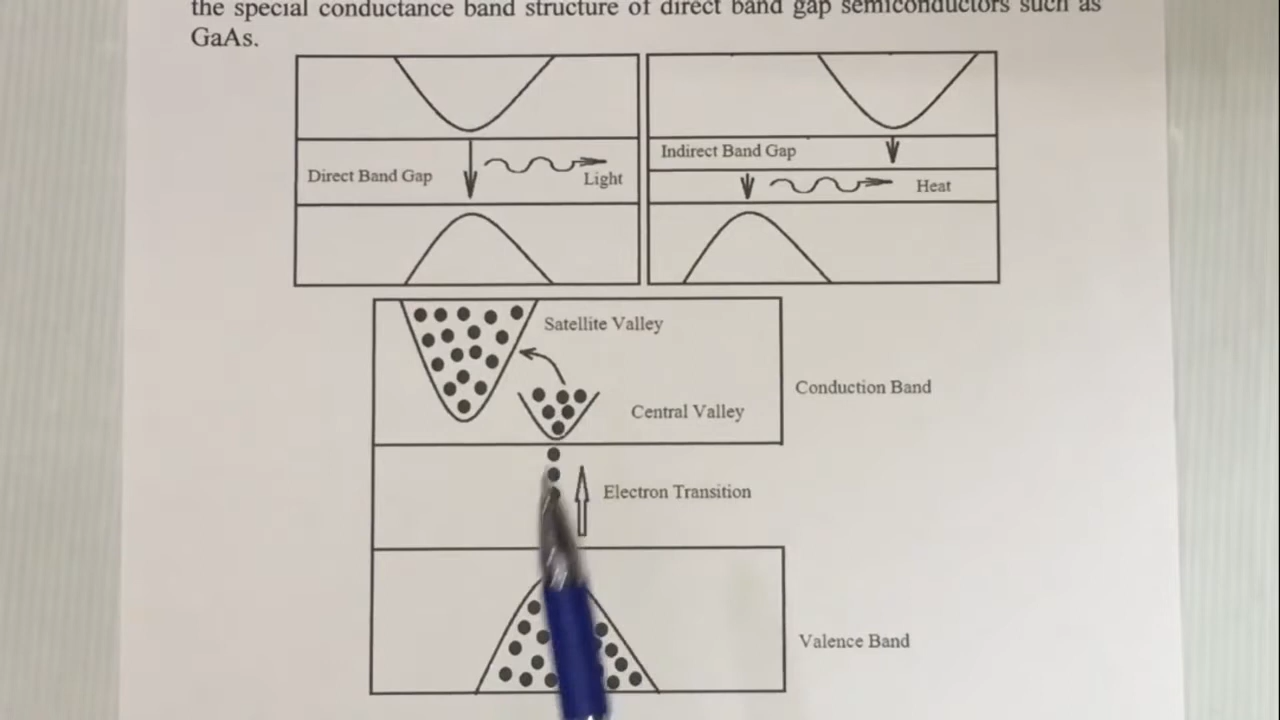 the special conductance band structure of direct band gap semiconductors such as
GaAs.
Direct Band Gap
Light
Indirect Band Gap
Heat
Satellite Valley
Central Valley
Conduction Band
Electron Transition
Valence Band